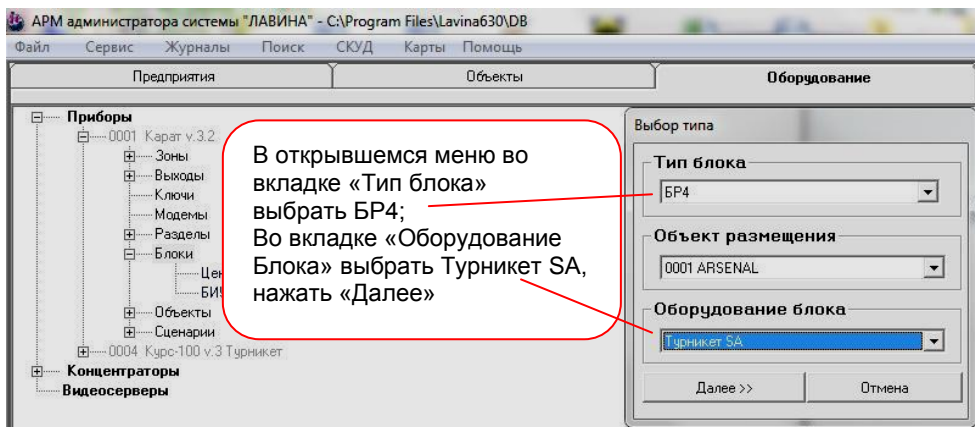 АРМ администратора системы "ЛАВИНА" - C:\Program Files\Lavina630\DB
Файл Сервис Журналы Поиск СКУД Карты Помощь
Предприятия Объекты Оборудование
Приборы
0001 Карат v.3.2
Зоны
Выходы
Ключи
Модемы
Разделы
Блоки
Цен
БИ
Объекты
Сценарии
0004 Курс-100 v.3 Турникет
Концентраторы
Видеосерверы
В открывшемся меню во
вкладке «Тип блока»
выбрать БР4;
Во вкладке «Оборудование
Блока» выбрать Турникет SA,
нажать «Далее»
Выбор типа
Тип блока
БР4
Объект размещения
0001 ARSENAL
Оборудование блока
Турникет SA
Далее >> Отмена